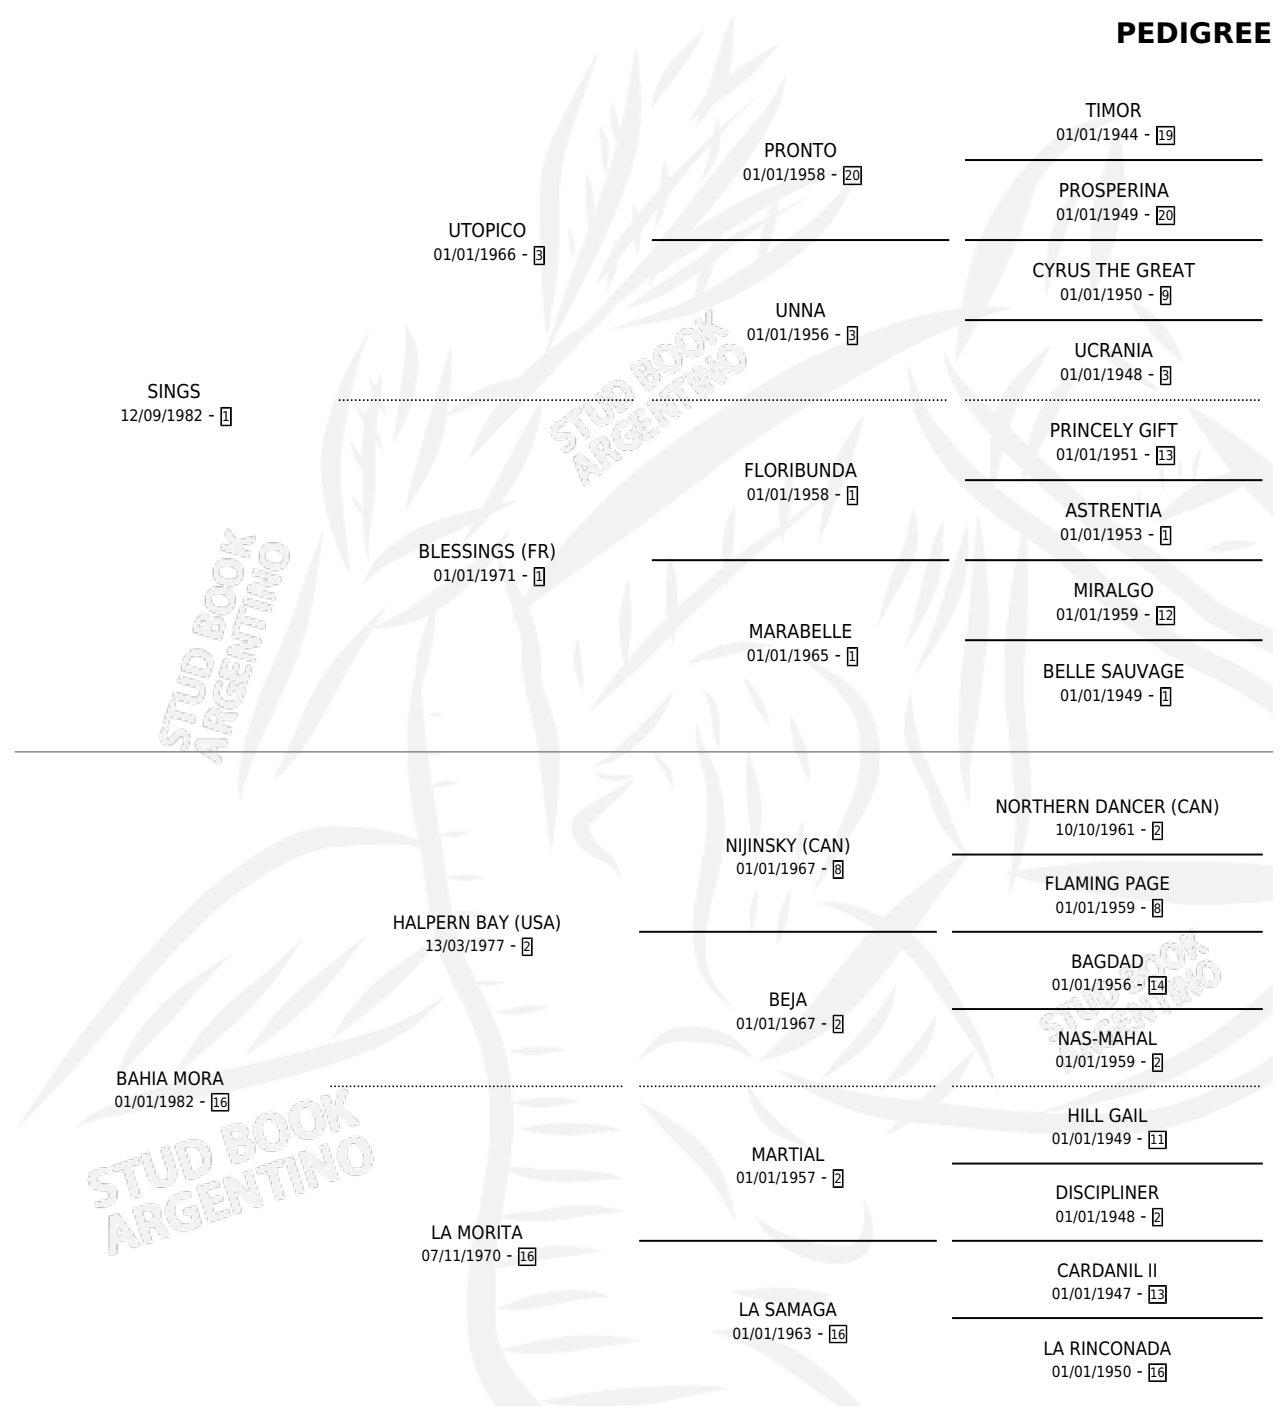 PEDIGREE
TIMOR
01/01/1944 - 19
PRONTO
01/01/1958 - 20
PROSPERINA
01/01/1949 - 20
UTOPICO
01/01/1966 - 3
CYRUS THE GREAT
01/01/1950 - 9
UNNA
01/01/1956 - 3
UCRANIA
01/01/1948 - 3
SINGS
12/09/1982 - 1
STUD BOOK
ARGENTINO
PRINCELY GIFT
01/01/1951 - 13
FLORIBUNDA
01/01/1958 - 1
ASTRENTIA
01/01/1953 - 1
BLESSINGS (FR)
01/01/1971 - 1
MIRALGO
01/01/1959 - 12
MARABELLE
01/01/1965 - 1
BELLE SAUVAGE
01/01/1949 - 1
STUD BOOK
ARGENTINO
NORTHERN DANCER (CAN)
10/10/1961 - 2
NIJINSKY (CAN)
01/01/1967 - 8
FLAMING PAGE
01/01/1959 - 8
HALPERN BAY (USA)
13/03/1977 - 2
BAGDAD
01/01/1956 - 14
BEJA
01/01/1967 - 2
NAS-MAHAL
01/01/1959 - 2
STUD BOOK
ARGENTINO
BAHIA MORA
01/01/1982 - 16
HILL GAIL
01/01/1949 - 11
MARTIAL
01/01/1957 - 2
DISCIPLINER
01/01/1948 - 2
STUD BOOK
ARGENTINO
LA MORITA
07/11/1970 - 16
CARDANIL II
01/01/1947 - 13
LA SAMAGA
01/01/1963 - 16
LA RINCONADA
01/01/1950 - 16